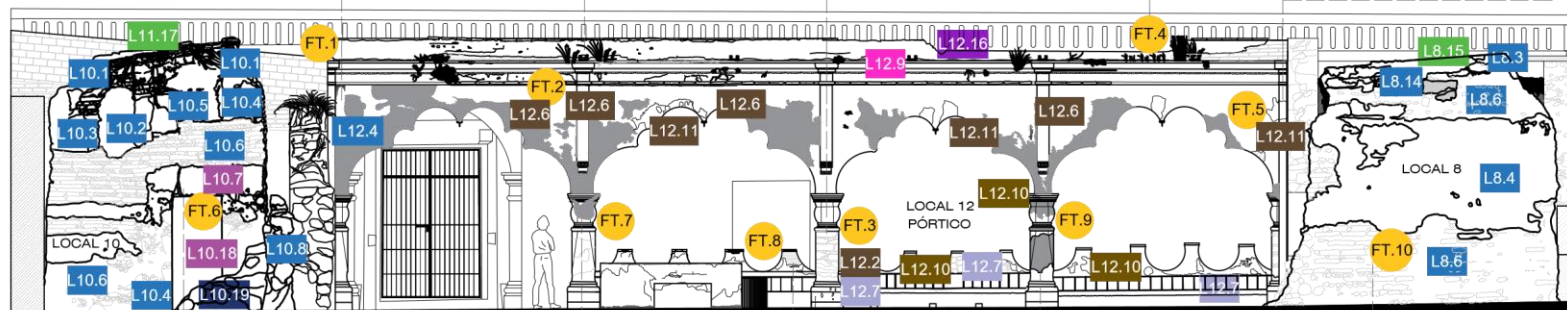 L11.17
FT.1
FT.4
L12.16
L8.15
L8.3
L10.1
L10.1
L12.9
L8.14
FT.2
L10.5
L10.4
L12.6
L12.6
L12.6
L12.6
FT.5
L8.6
L10.3
L10.2
L12.4
L12.11
L12.11
L12.11
L10.6
L10.7
LOCAL 8
L8.4
FT.6
FT.7
FT.3
LOCAL 12
PÓRTICO
L12.10
FT.9
LOCAL 10
L10.18
L10.8
FT.8
FT.10
L10.6
L12.2
L12.10
L12.7
L12.10
L8.6
L10.4
L10.19
L12.7
L12.7